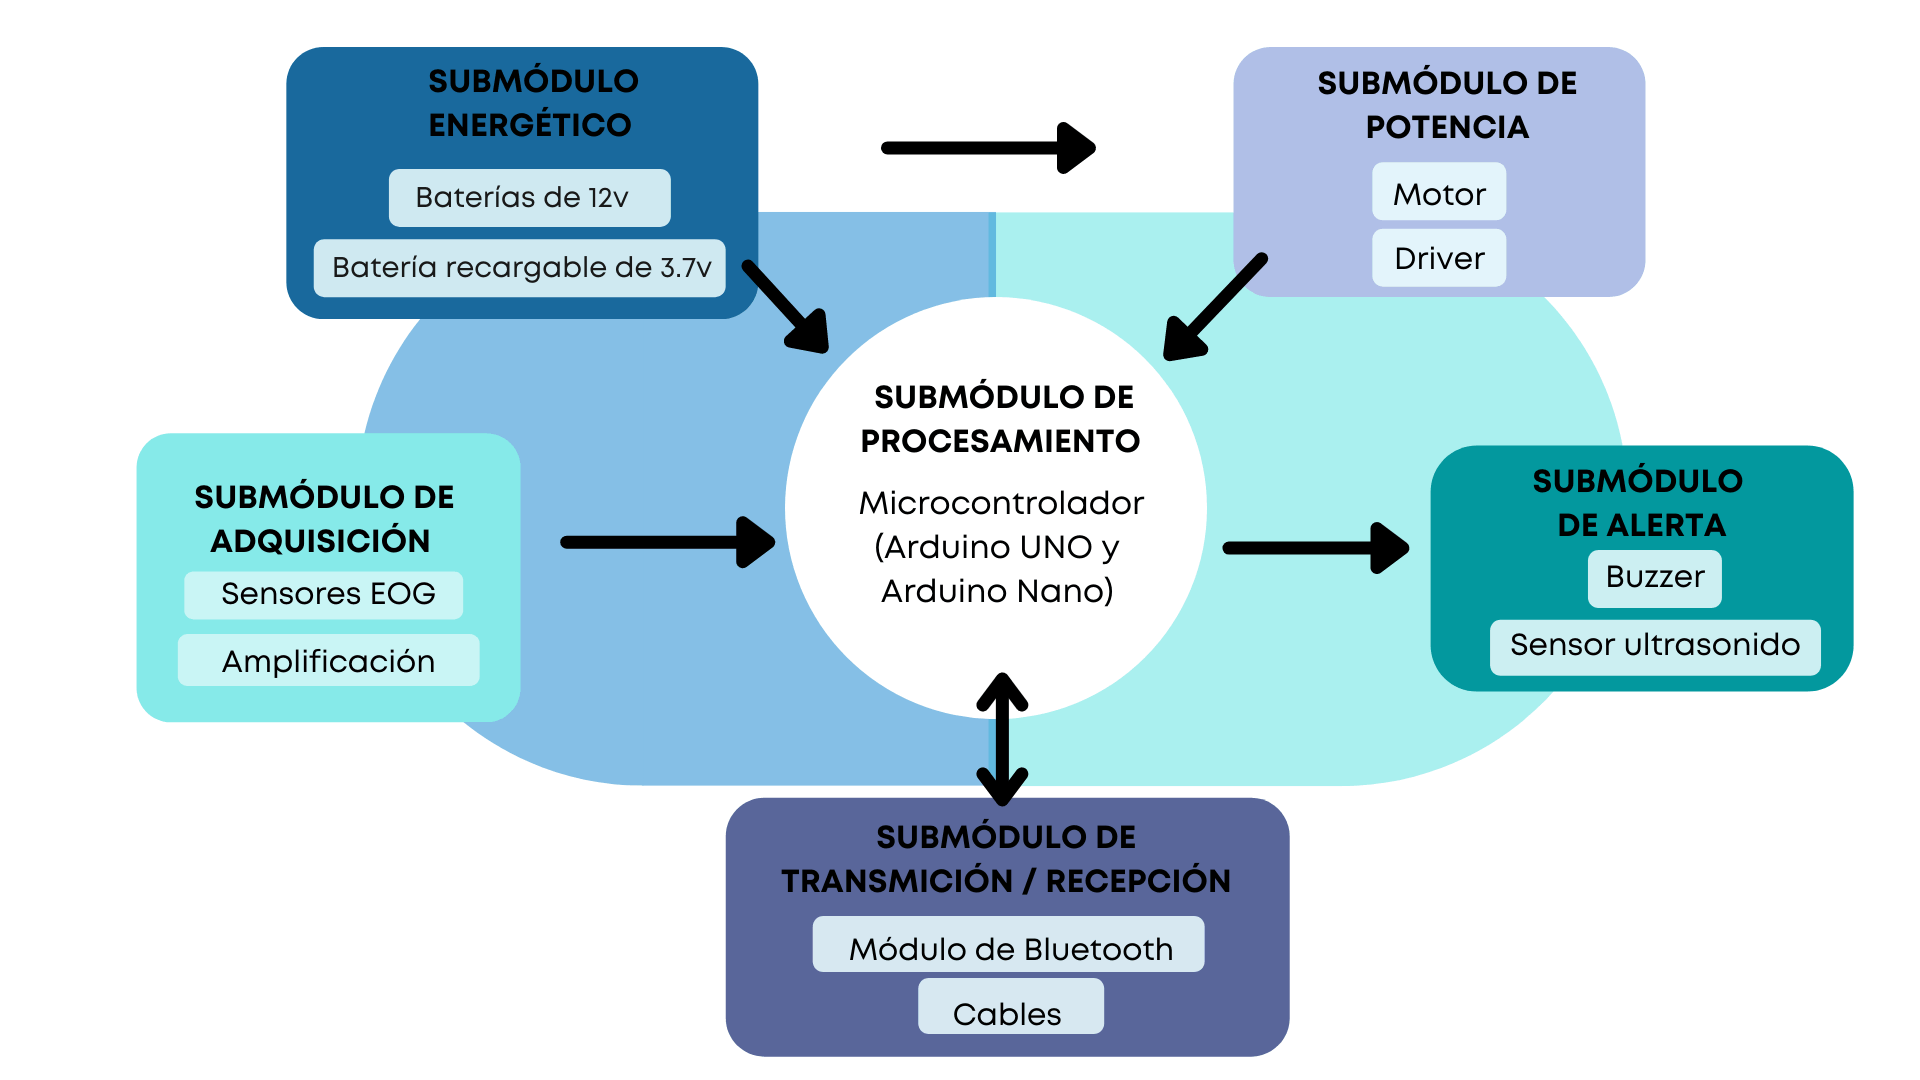 SUBMÓDULO
ENERGÉTICO
Baterías de 12v
Batería recargable de 3.7v
SUBMÓDULO DE
POTENCIA
Motor
Driver
SUBMÓDULO DE
PROCESAMIENTO
Microcontrolador
(Arduino UNO y
Arduino Nano)
SUBMÓDULO DE
ADQUISICIÓN
Sensores EOG
Amplificación
SUBMÓDULO
DE ALERTA
Buzzer
Sensor ultrasonido
SUBMÓDULO DE
TRANSMICIÓN / RECEPCIÓN
Módulo de Bluetooth
Cables